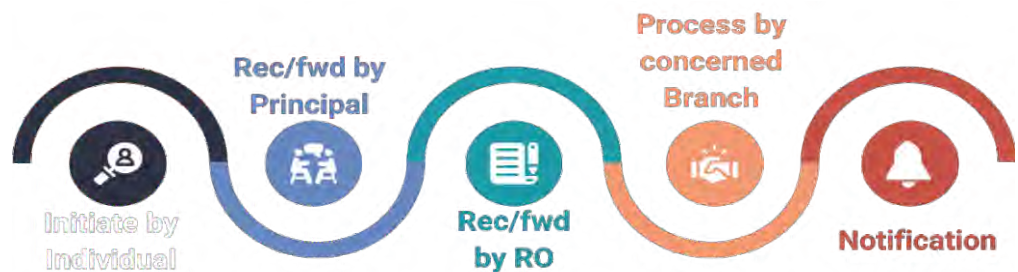 Initiate by
Individual
Rec/fwd by
Principal
Rec/fwd
by RO
Process by
concerned
Branch
Notification